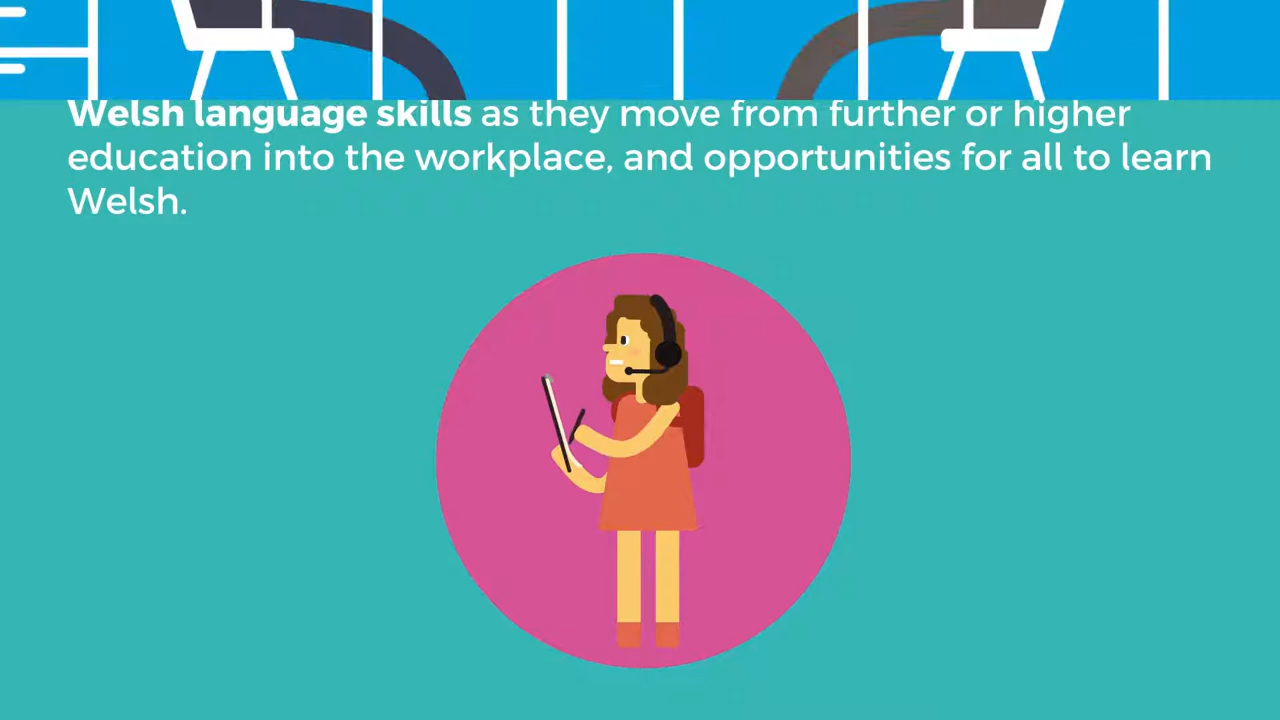 Welsh language skills as they move from further or higher
education into the workplace, and opportunities for all to learn
Welsh.